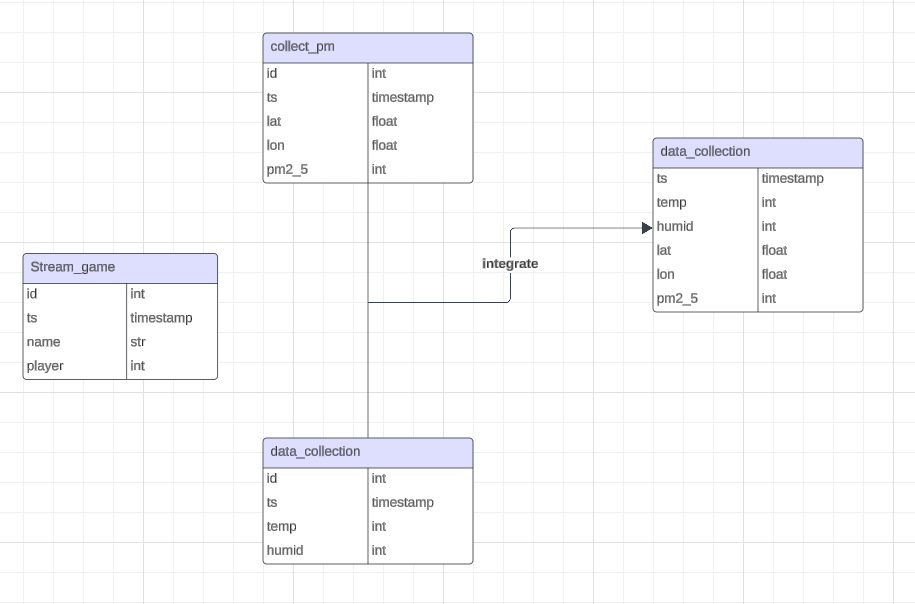 collect_pm
id int
ts timestamp
lat float
lon float
pm2_5 int
data_collection
ts timestamp
temp int
humid int
lat float
lon float
pm2_5 int
integrate
Stream_game
id int
ts timestamp
name str
player int
data_collection
id int
ts timestamp
temp int
humid int